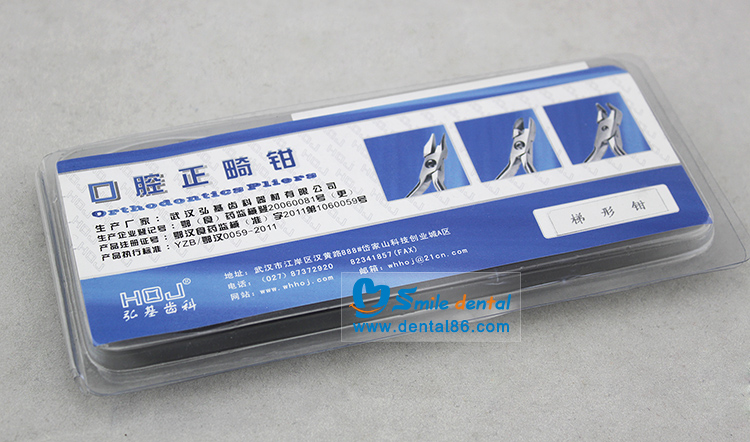 口腔正畸钳
Orthodontics Pliers
生产厂家：武汉弘基齿科器材有限公司
生产企业登记号：鄂（食）药监械20060081号（更）
产品注册证号：鄂汉食药监械（准）字2011第1060059号
产品执行标准：YZB/鄂汉0059-2011
梯形钳
HOJ®
弘基齿科
地址：武汉市江岸区汉黄路888#岱家山科技创业城A区
电话：（027）87372920 82341857(FAX)
网站：www.whhoj.com 邮箱：whhoj@21cn.com
Smile dental
www.dental86.com